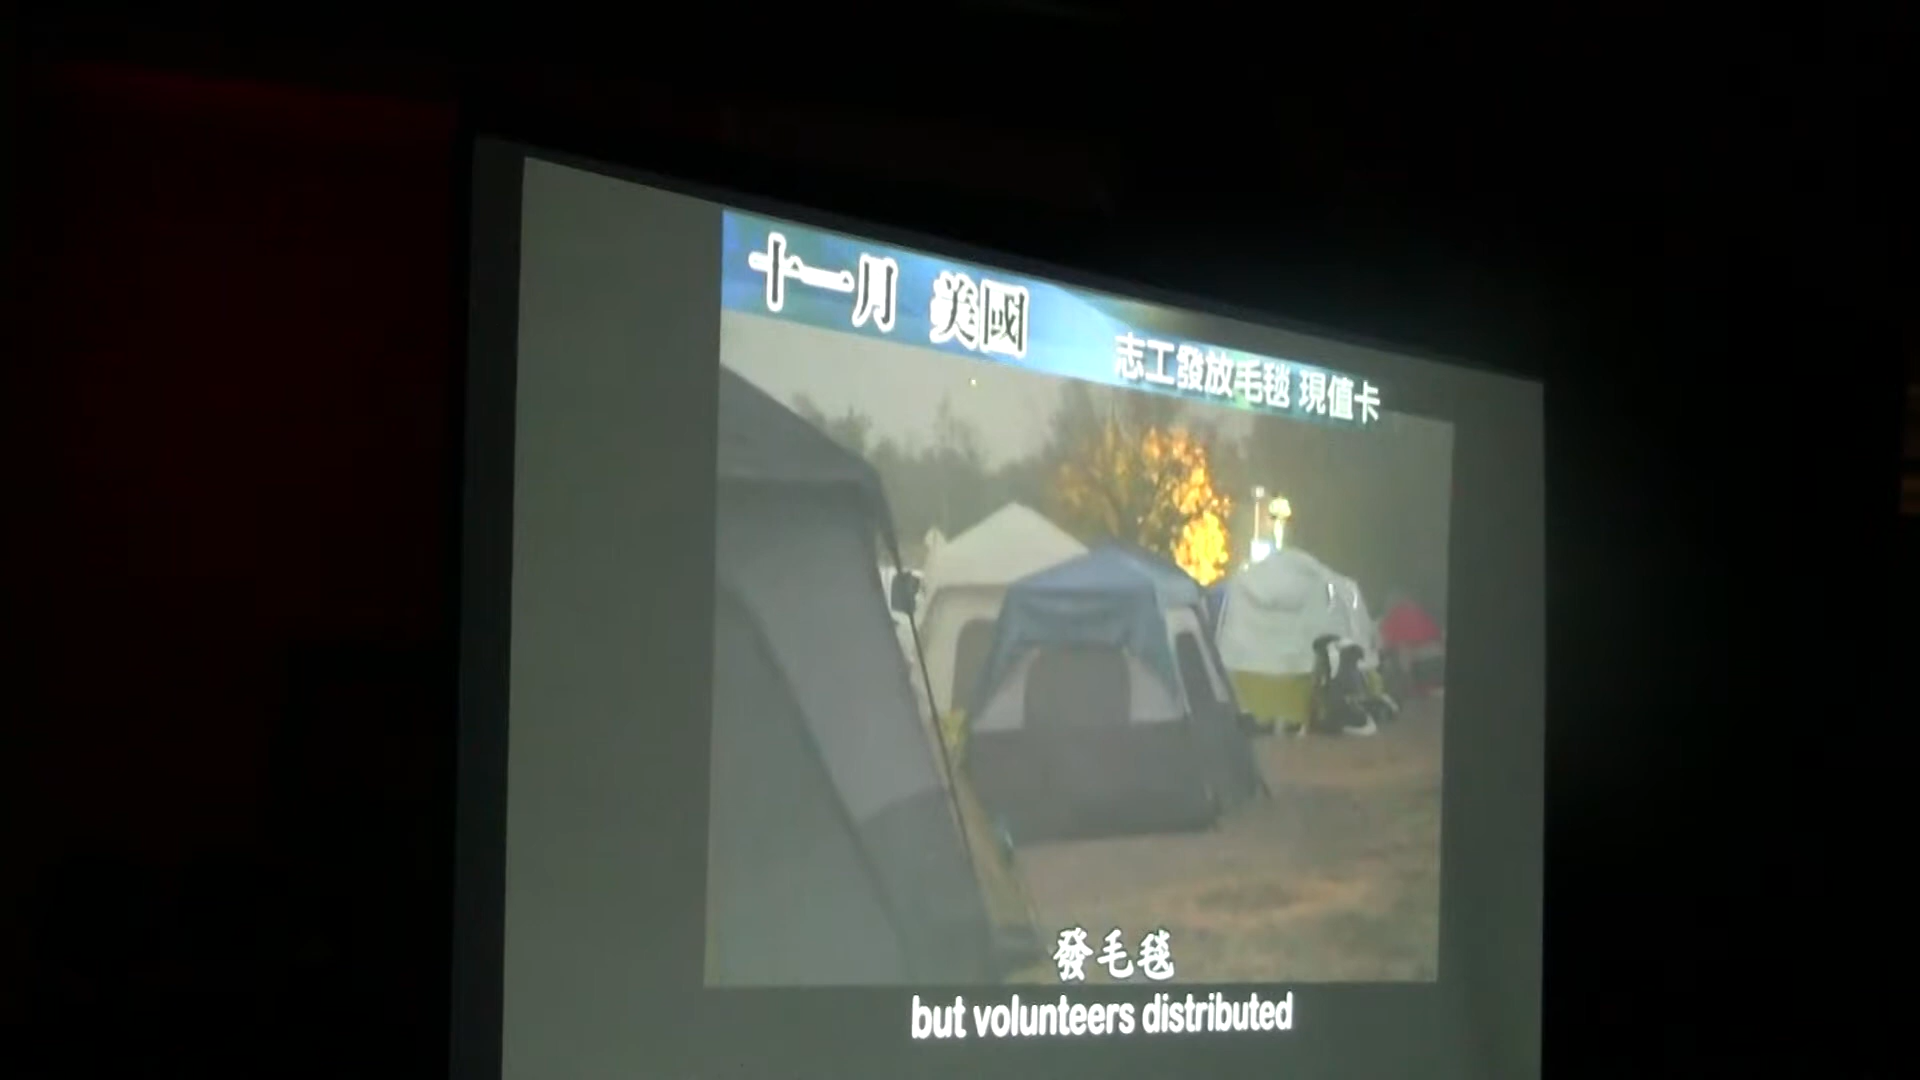 十一月 美國
志工發放毛毯 現值卡
發毛毯
but volunteers distributed